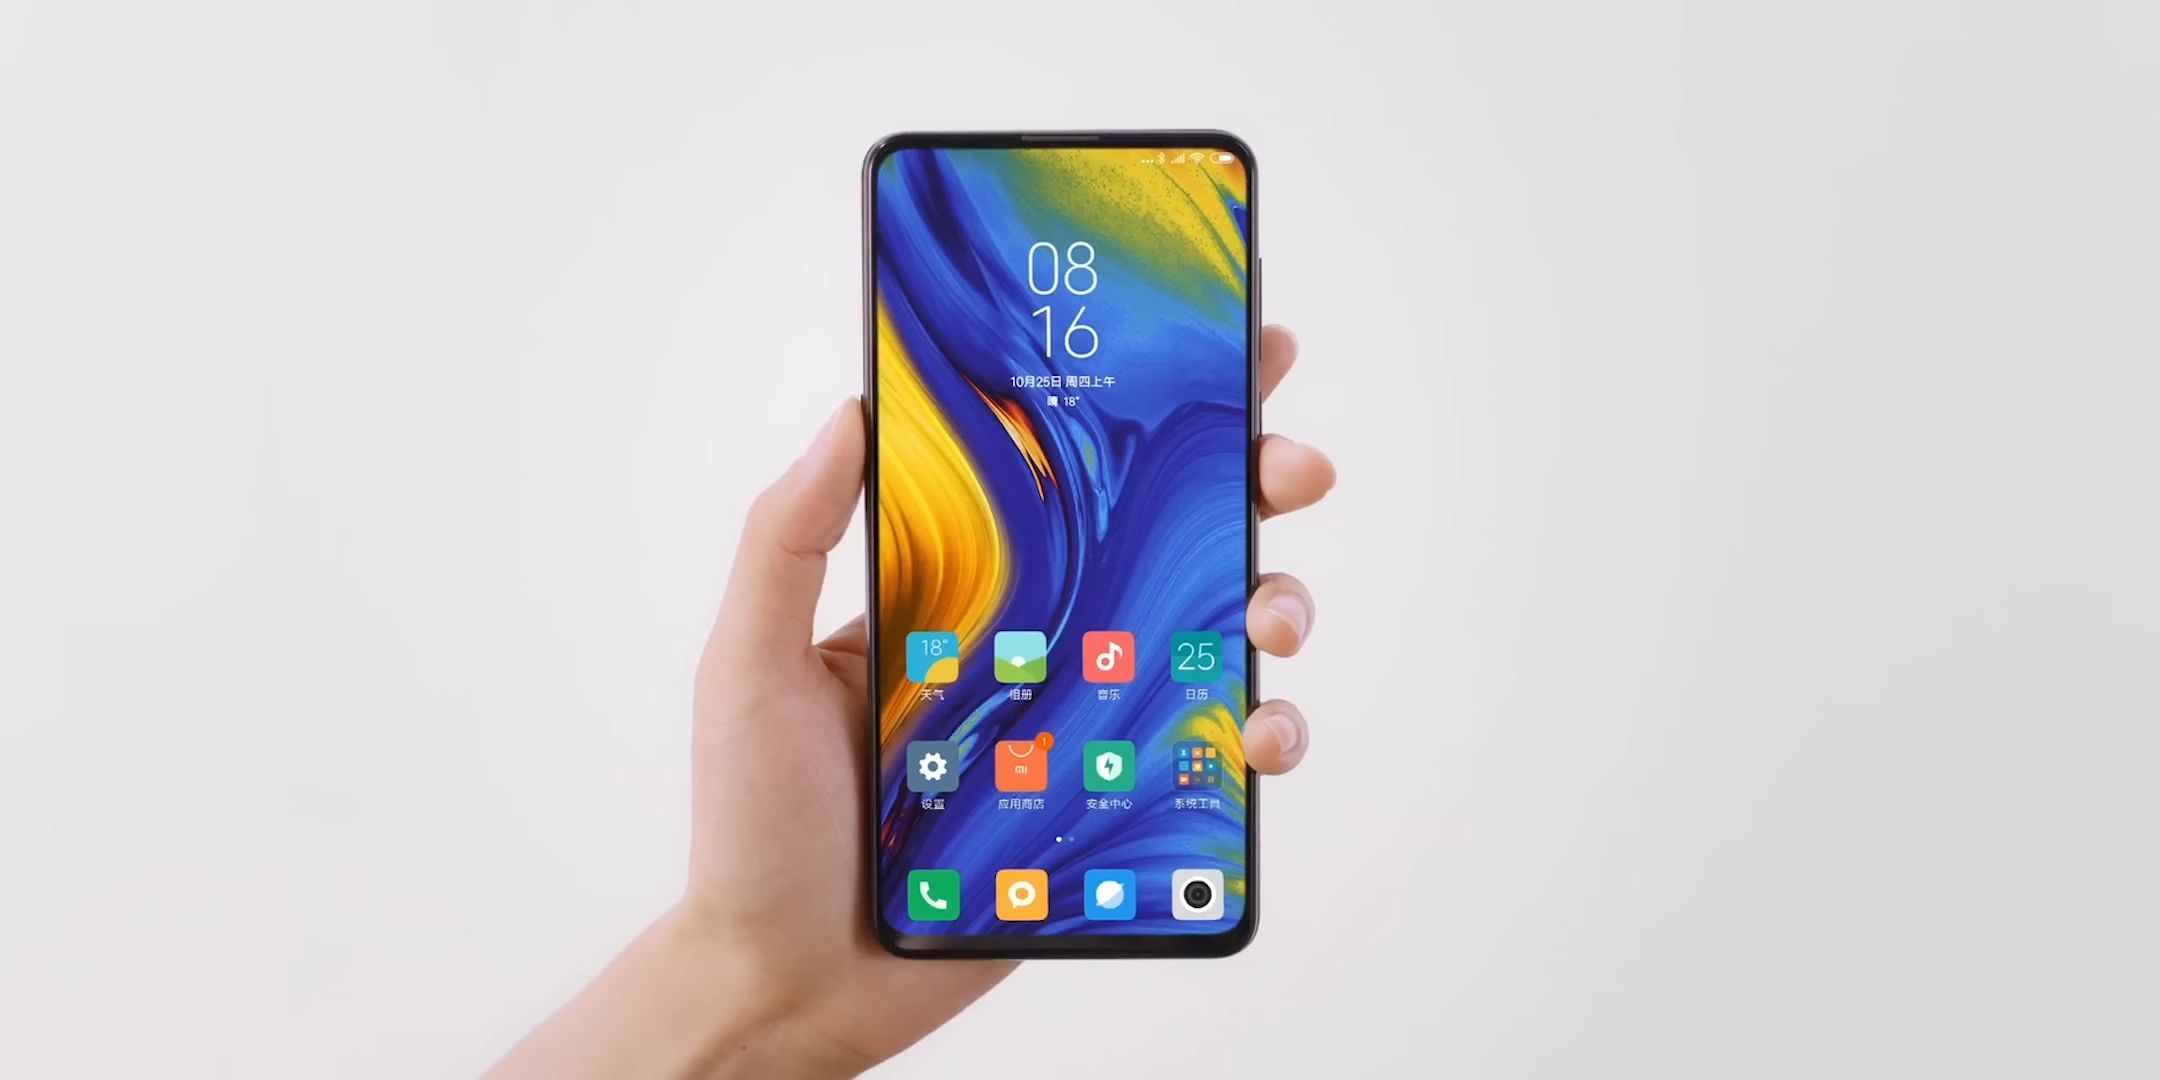 08
16
10月25日 周四上午
晴 18°
18°
25
天气
相册
音乐
日历
1
mi
设置
应用商店
安全中心
系统工具